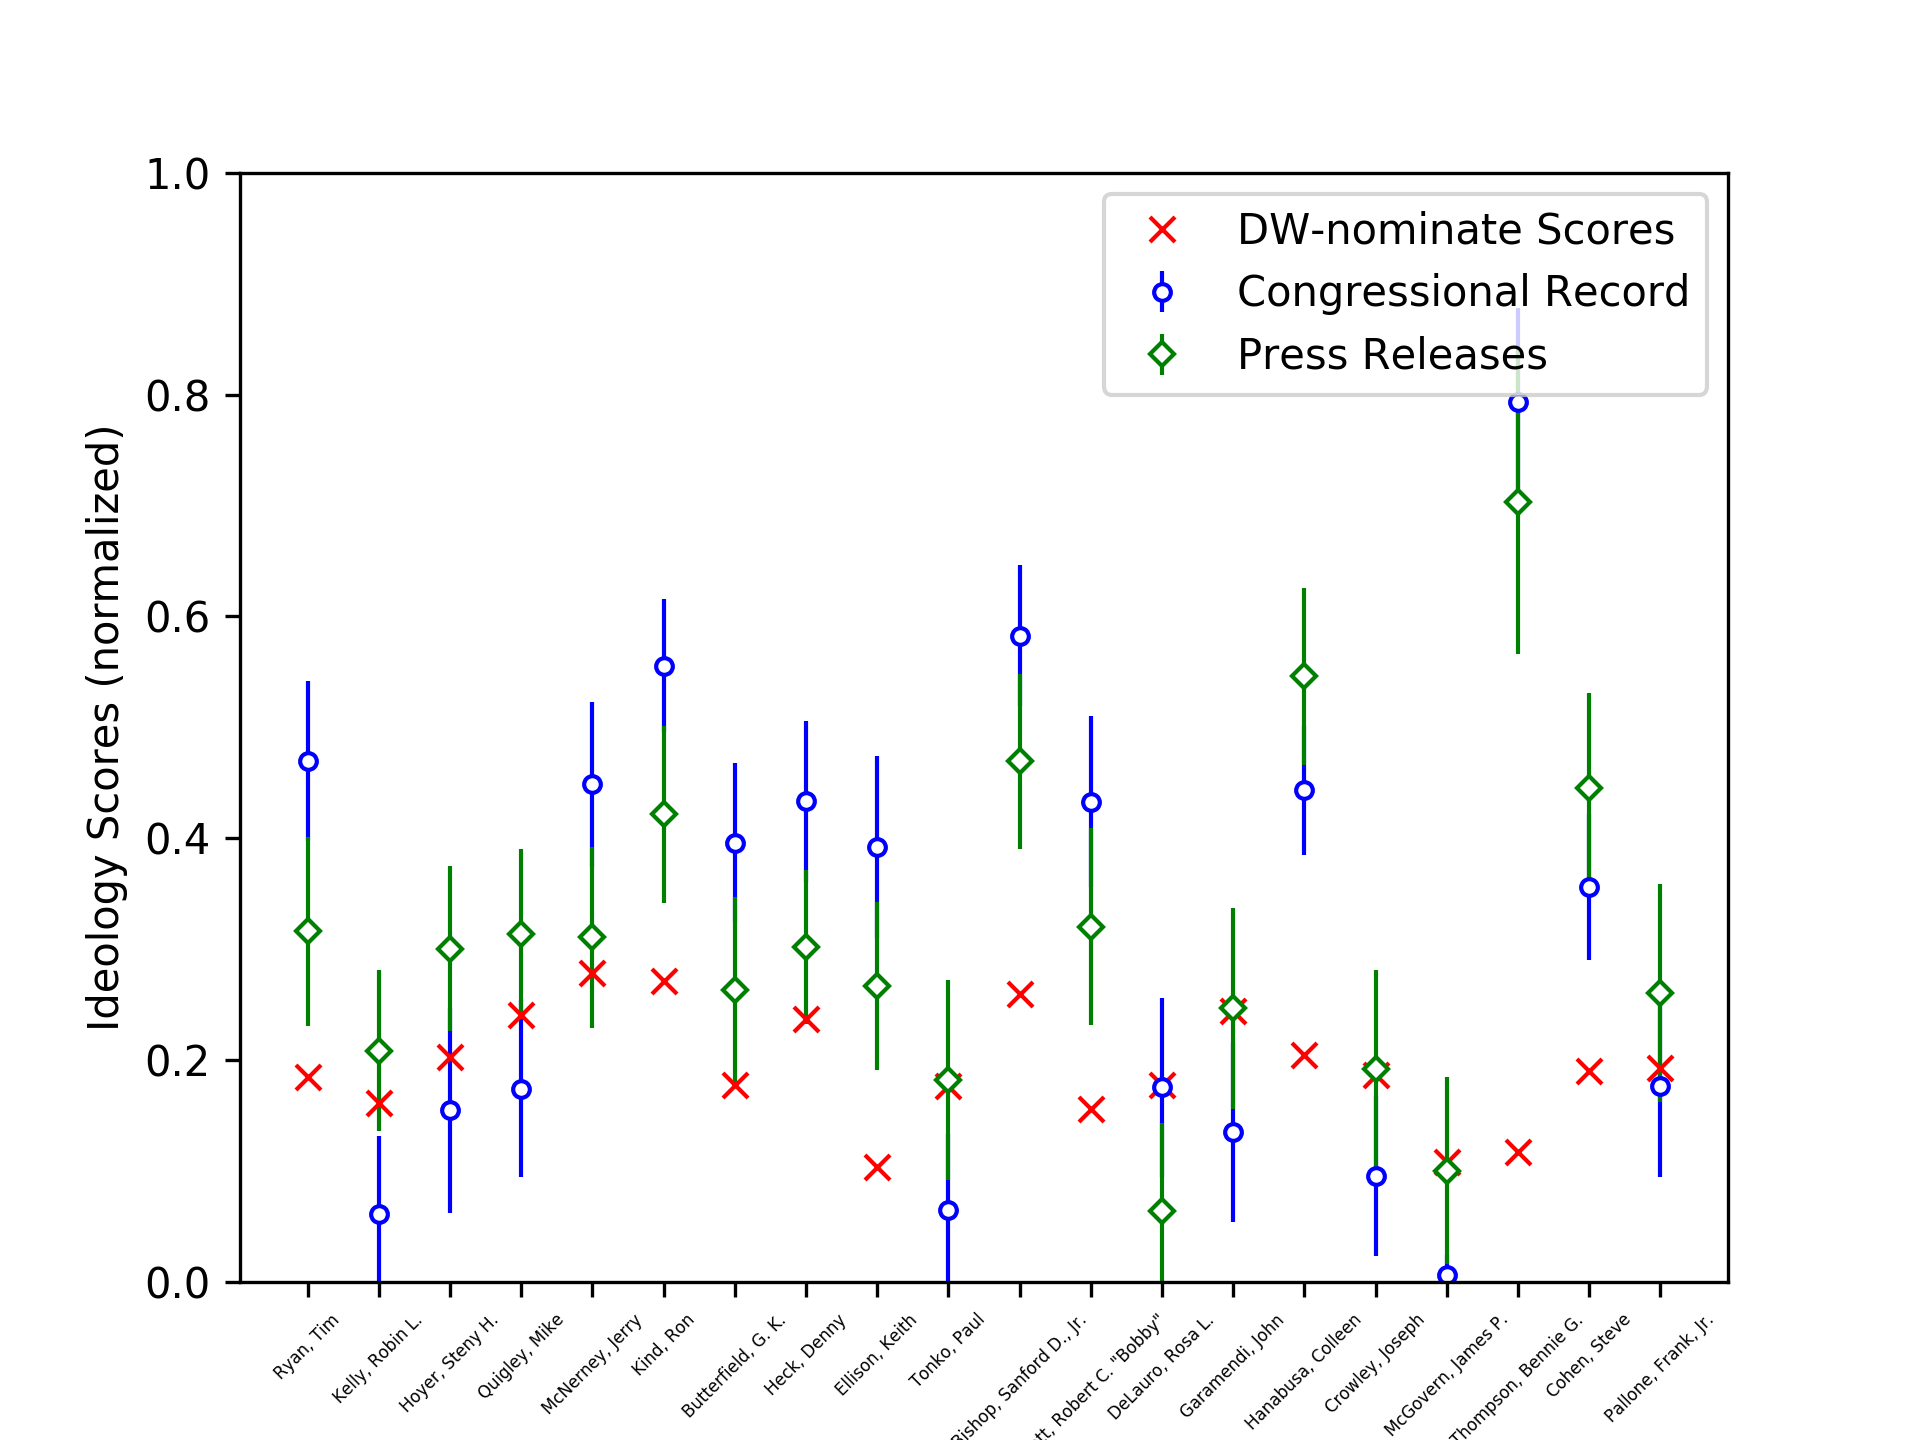 DW-nominate Scores
Congressional Record
Press Releases
Ideology Scores (normalized)
1.0
0.8
0.6
0.4
0.2
0.0
Ryan, Tim
Kelly, Robin L.
Hoyer, Steny H.
Quigley, Mike
McNerney, Jerry
Kind, Ron
Butterfield, G. K.
Heck, Denny
Ellison, Keith
Tonko, Paul
Bishop, Sanford D., Jr.
Robert C. "Bobby"
DeLauro, Rosa L.
Garamendi, John
Hanabusa, Colleen
Crowley, Joseph
McGovern, James P.
Thompson, Bennie G.
Cohen, Steve
Pallone, Frank, Jr.